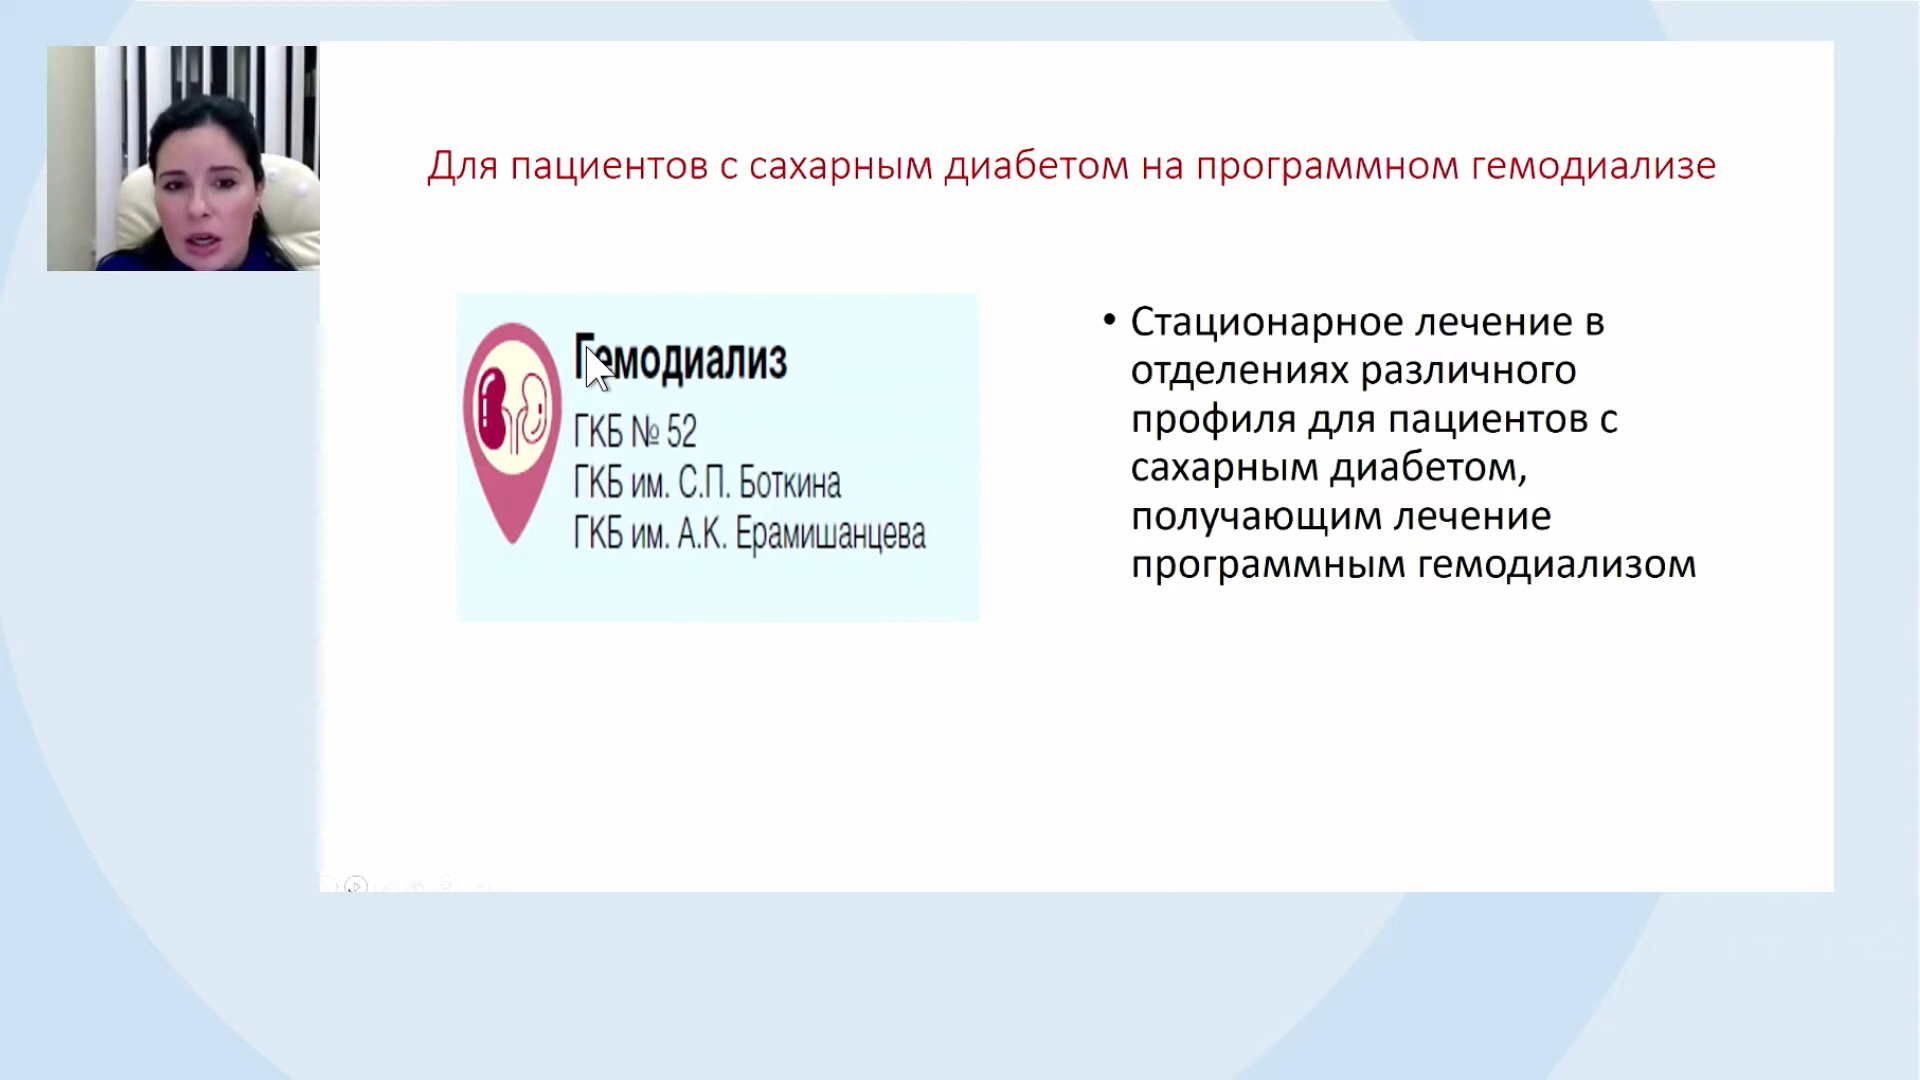 Для пациентов с сахарным диабетом на программном гемодиализе
Гемодиализ
ГКБ № 52
ГКБ им. С.П. Боткина
ГКБ им. А.К. Ерамишанцева
• Стационарное лечение в
отделениях различного
профиля для пациентов с
сахарным диабетом,
получающим лечение
программным гемодиализом